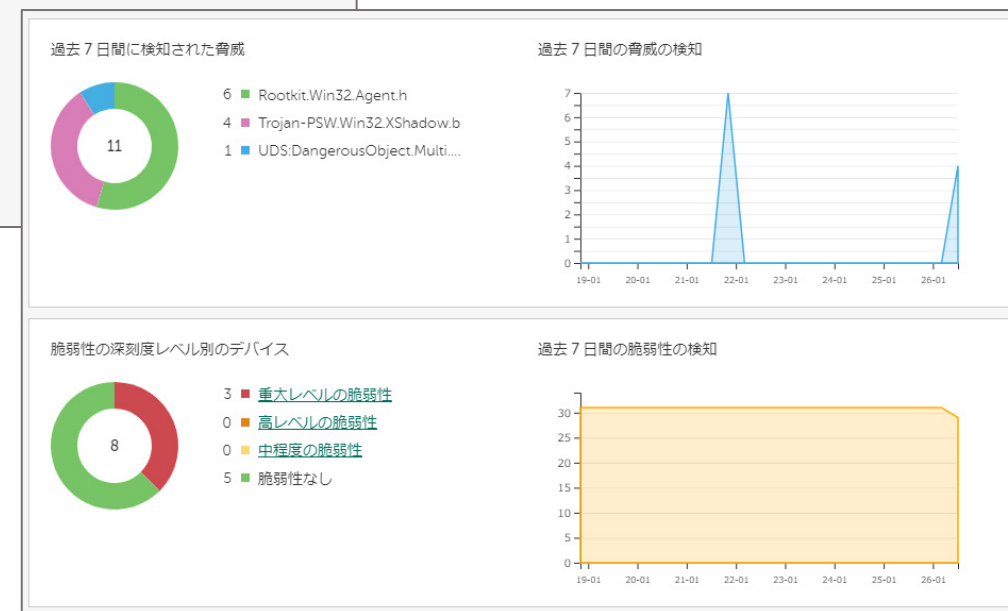 過去 7 日間に検知された脅威
11
6 Rootkit.Win32.Agent.h
4 Trojan-PSW.Win32.XShadow.b
1 UDS:DangerousObject.Multi....
過去 7 日間の脅威の検知
7
6
5
4
3
2
1
0
19-01 20-01 21-01 22-01 23-01 24-01 25-01 26-01
脆弱性の深刻度レベル別のデバイス
8
3 重大レベルの脆弱性
0 高レベルの脆弱性
0 中程度の脆弱性
5 脆弱性なし
過去 7 日間の脆弱性の検知
30
25
20
15
10
5
0
19-01 20-01 21-01 22-01 23-01 24-01 25-01 26-01